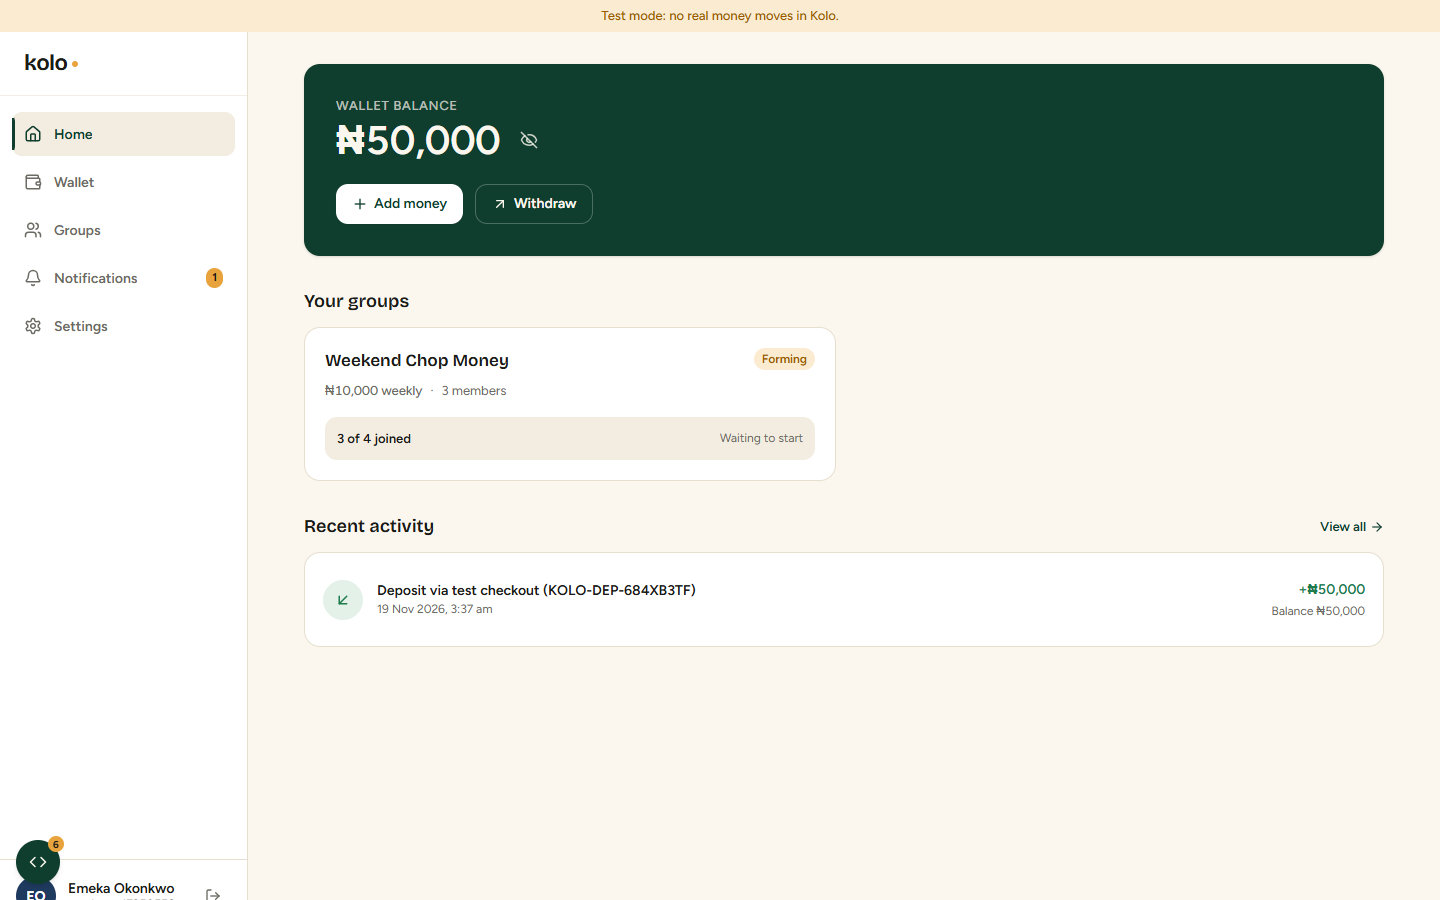 Test mode: no real money moves in Kolo.
kolo
Home
Wallet
Groups
Notifications
1
Settings
6
EO
Emeka Okonkwo
WALLET BALANCE
₦50,000
Add money
Withdraw
Your groups
Weekend Chop Money
Forming
₦10,000 weekly · 3 members
3 of 4 joined
Waiting to start
Recent activity
View all
Deposit via test checkout (KOLO-DEP-684XB3TF)
19 Nov 2026, 3:37 am
+₦50,000
Balance ₦50,000